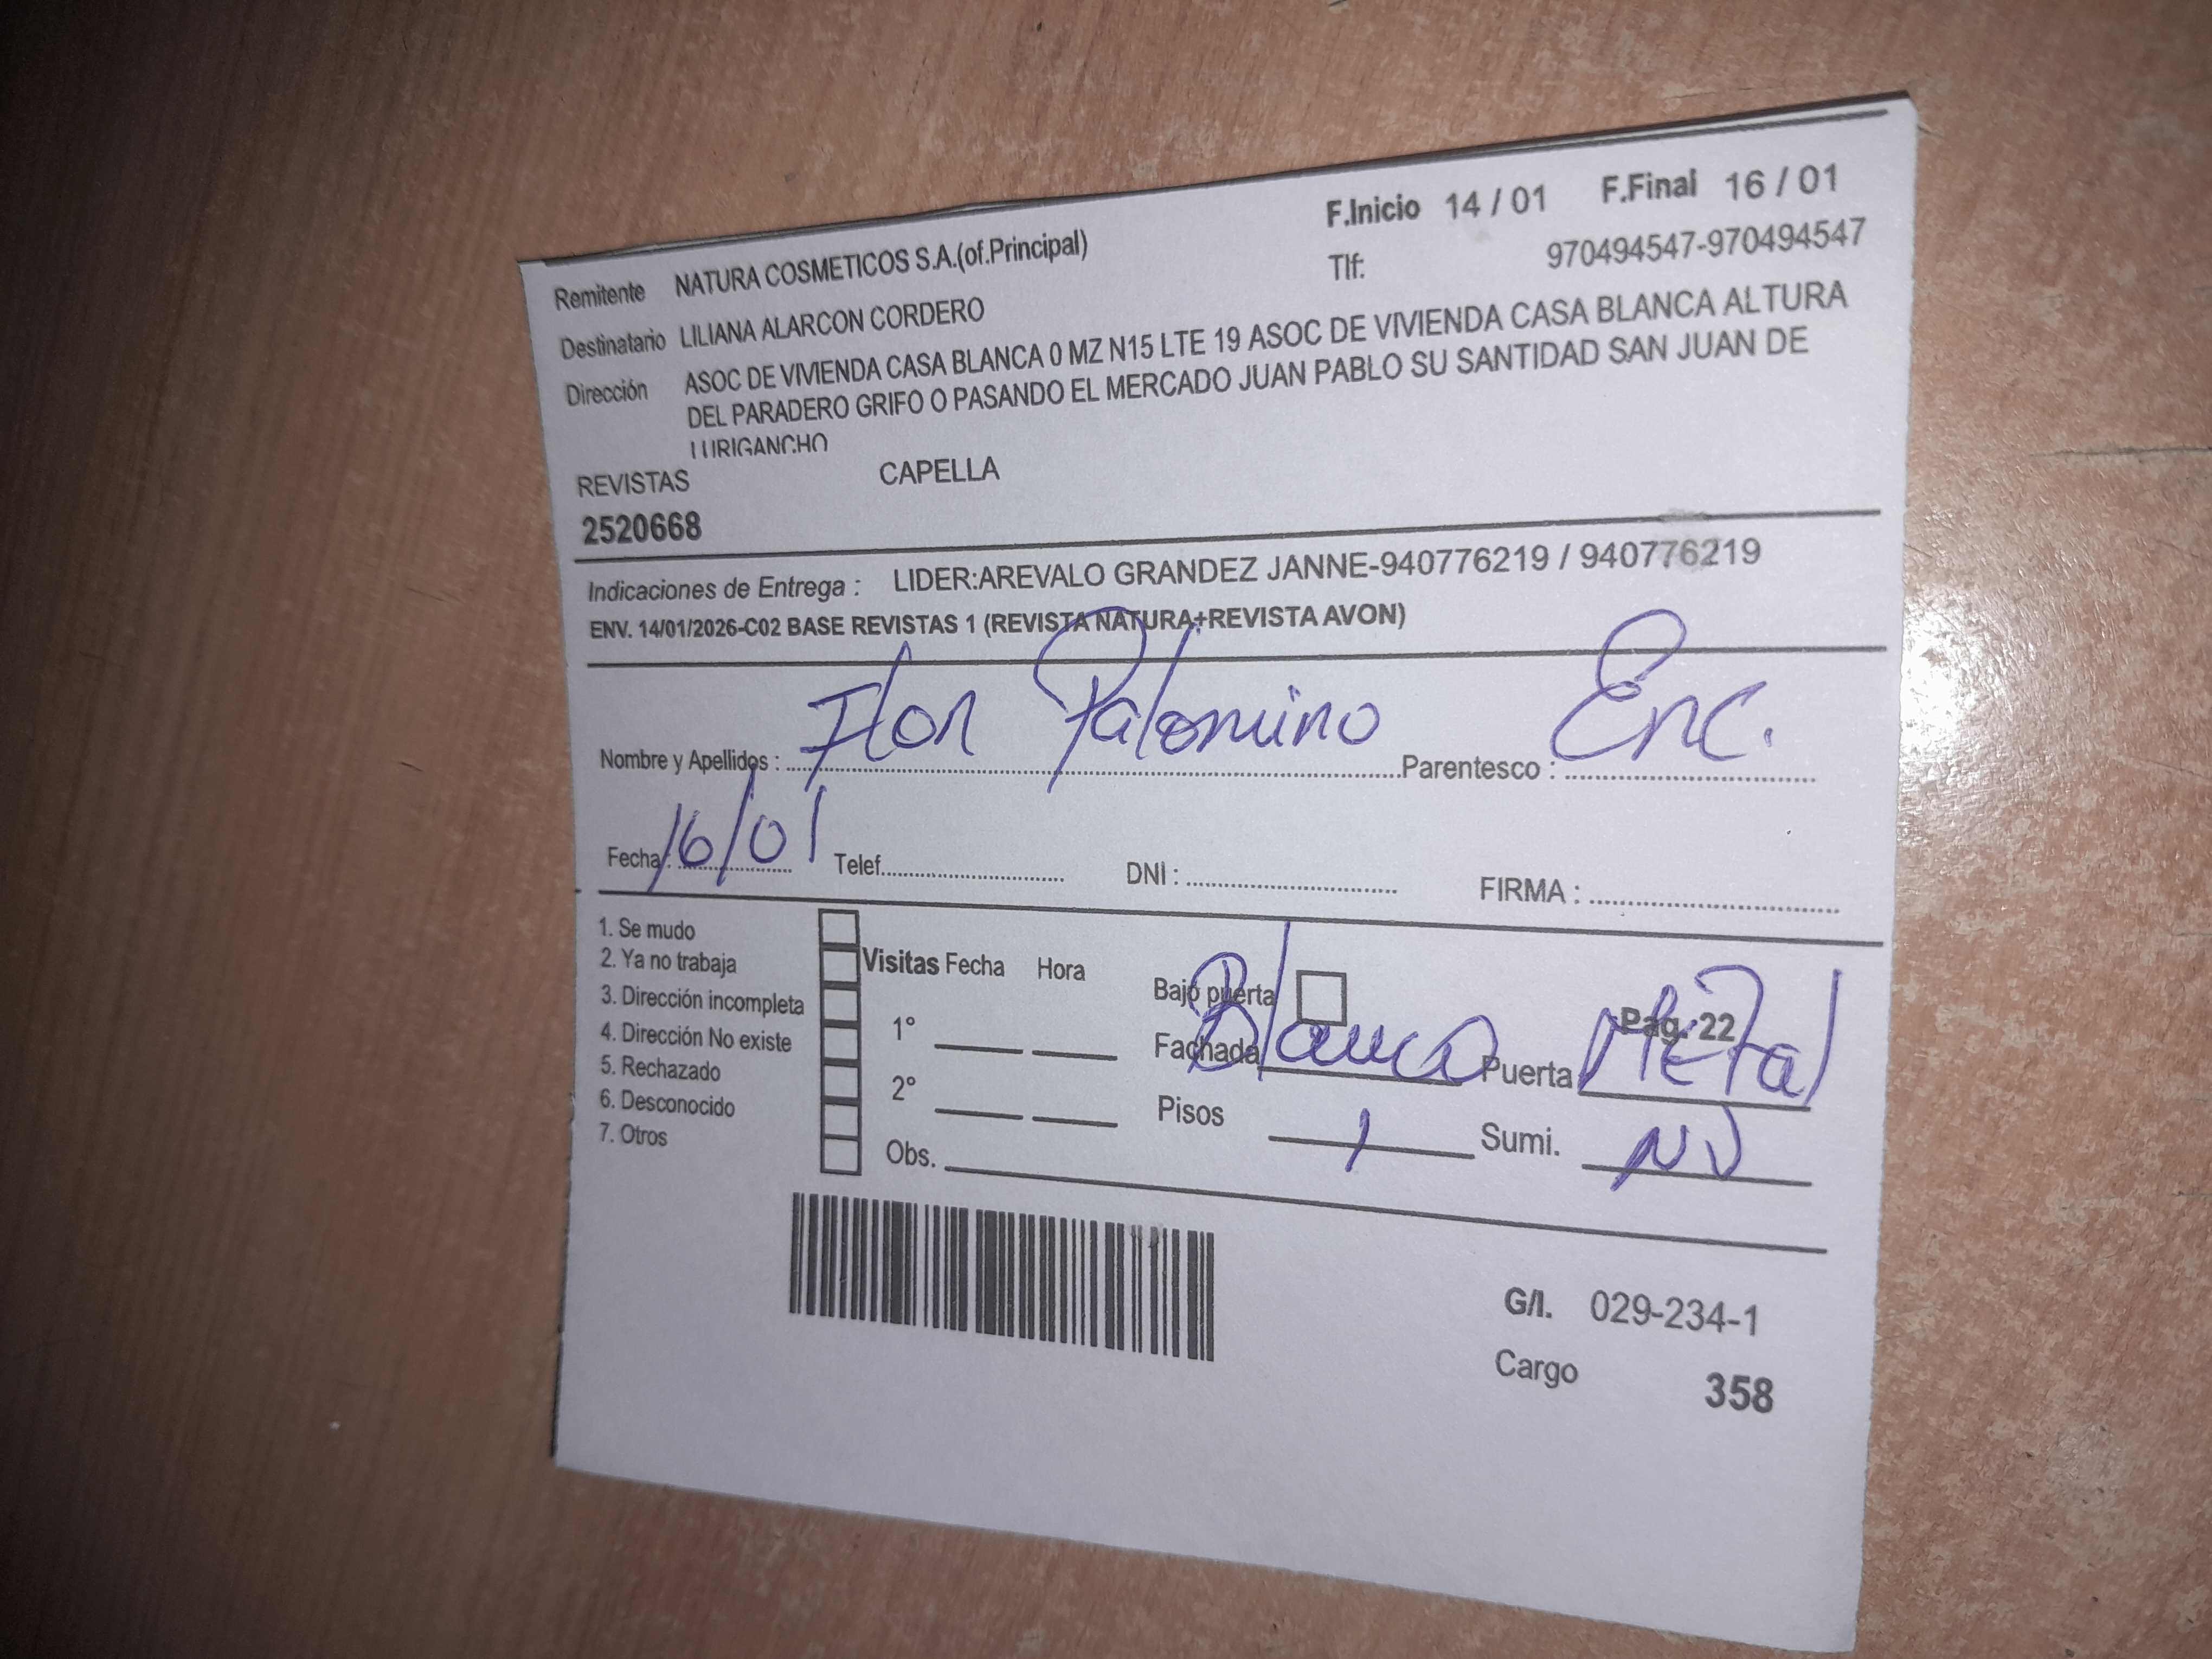 F.Inicio 14 / 01 F.Final 16 / 01
Remitente NATURA COSMETICOS S.A.(of.Principal) Tlf: 970494547-970494547
Destinatario LILIANA ALARCON CORDERO
Dirección ASOC DE VIVIENDA CASA BLANCA 0 MZ N15 LTE 19 ASOC DE VIVIENDA CASA BLANCA ALTURA
DEL PARADERO GRIFO O PASANDO EL MERCADO JUAN PABLO SU SANTIDAD SAN JUAN DE
LURIGANCHO
REVISTAS CAPELLA
2520668
Indicaciones de Entrega : LIDER:AREVALO GRANDEZ JANNE-940776219 / 940776219
ENV. 14/01/2026-C02 BASE REVISTAS 1 (REVISTA NATURA+REVISTA AVON)
Nombre y Apellidos : Flor Palomino Parentesco : Enc.
Fecha : 16/01 Telef. DNI : FIRMA :
1. Se mudo
2. Ya no trabaja
3. Dirección incompleta
4. Dirección No existe
5. Rechazado
6. Desconocido
7. Otros
Visitas Fecha Hora
1°
2°
Obs.
Bajo puerta Pag. 22
Fachada Blanca Puerta Metal
Pisos 1 Sumi. NV
G/I. 029-234-1
Cargo 358